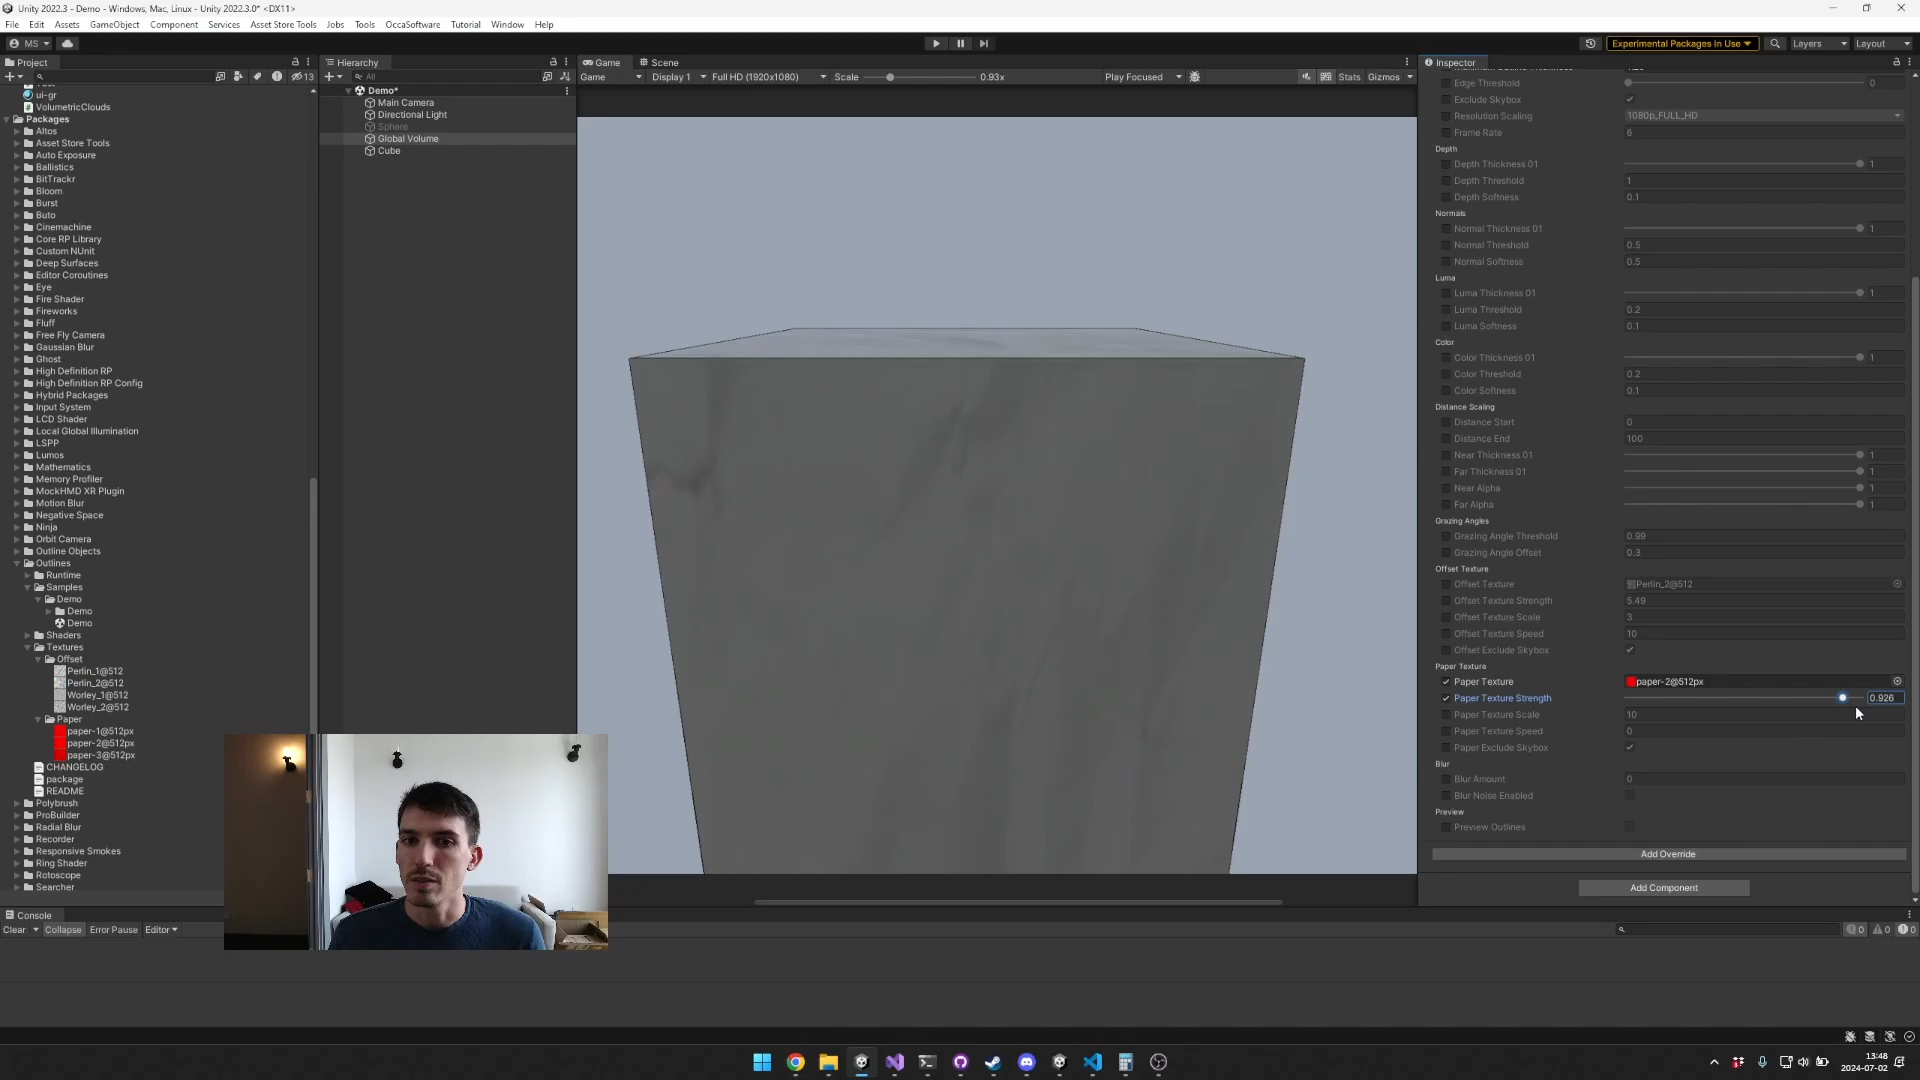 Unity 2022.3 - Demo - Windows, Mac, Linux - Unity 2022.3.0* <DX11>
File Edit Assets GameObject Component Services Asset Store Tools Jobs Tools OccaSoftware Tutorial Window Help
MS Experimental Packages In Use Layers Layout
Project
13
ui-gr
VolumetricClouds
Packages
Altos
Asset Store Tools
Auto Exposure
Ballistics
BitTrackr
Bloom
Burst
Buto
Cinemachine
Core RP Library
Custom NUnit
Deep Surfaces
Editor Coroutines
Eye
Fire Shader
Fireworks
Fluff
Free Fly Camera
Gaussian Blur
Ghost
High Definition RP
High Definition RP Config
Hybrid Packages
Input System
LCD Shader
Local Global Illumination
LSPP
Lumos
Mathematics
Memory Profiler
MockHMD XR Plugin
Motion Blur
Negative Space
Ninja
Orbit Camera
Outline Objects
Outlines
Runtime
Samples
Demo
Demo
Demo
Shaders
Textures
Offset
Perlin_1@512
Perlin_2@512
Worley_1@512
Worley_2@512
Paper
paper-1@512px
paper-2@512px
paper-3@512px
CHANGELOG
package
README
Polybrush
ProBuilder
Radial Blur
Recorder
Responsive Smokes
Ring Shader
Rotoscope
Searcher
Hierarchy
All
Demo*
Main Camera
Directional Light
Sphere
Global Volume
Cube
Game Scene
Game Display 1 Full HD (1920x1080) Scale 0.93x Play Focused Stats Gizmos
Inspector
Edge Threshold 0
Exclude Skybox
Resolution Scaling 1080p_FULL_HD
Frame Rate 6
Depth
Depth Thickness 01 1
Depth Threshold 1
Depth Softness 0.1
Normals
Normal Thickness 01 1
Normal Threshold 0.5
Normal Softness 0.5
Luma
Luma Thickness 01 1
Luma Threshold 0.2
Luma Softness 0.1
Color
Color Thickness 01 1
Color Threshold 0.2
Color Softness 0.1
Distance Scaling
Distance Start 0
Distance End 100
Near Thickness 01 1
Far Thickness 01 1
Near Alpha 1
Far Alpha 1
Grazing Angles
Grazing Angle Threshold 0.99
Grazing Angle Offset 0.3
Offset Texture
Offset Texture Perlin_2@512
Offset Texture Strength 5.49
Offset Texture Scale 3
Offset Texture Speed 10
Offset Exclude Skybox
Paper Texture
Paper Texture paper-2@512px
Paper Texture Strength 0.926
Paper Texture Scale 10
Paper Texture Speed 0
Paper Exclude Skybox
Blur
Blur Amount 0
Blur Noise Enabled
Preview
Preview Outlines
Add Override
Add Component
Console
Clear Collapse Error Pause Editor 0 0 0
13:48
2024-07-02